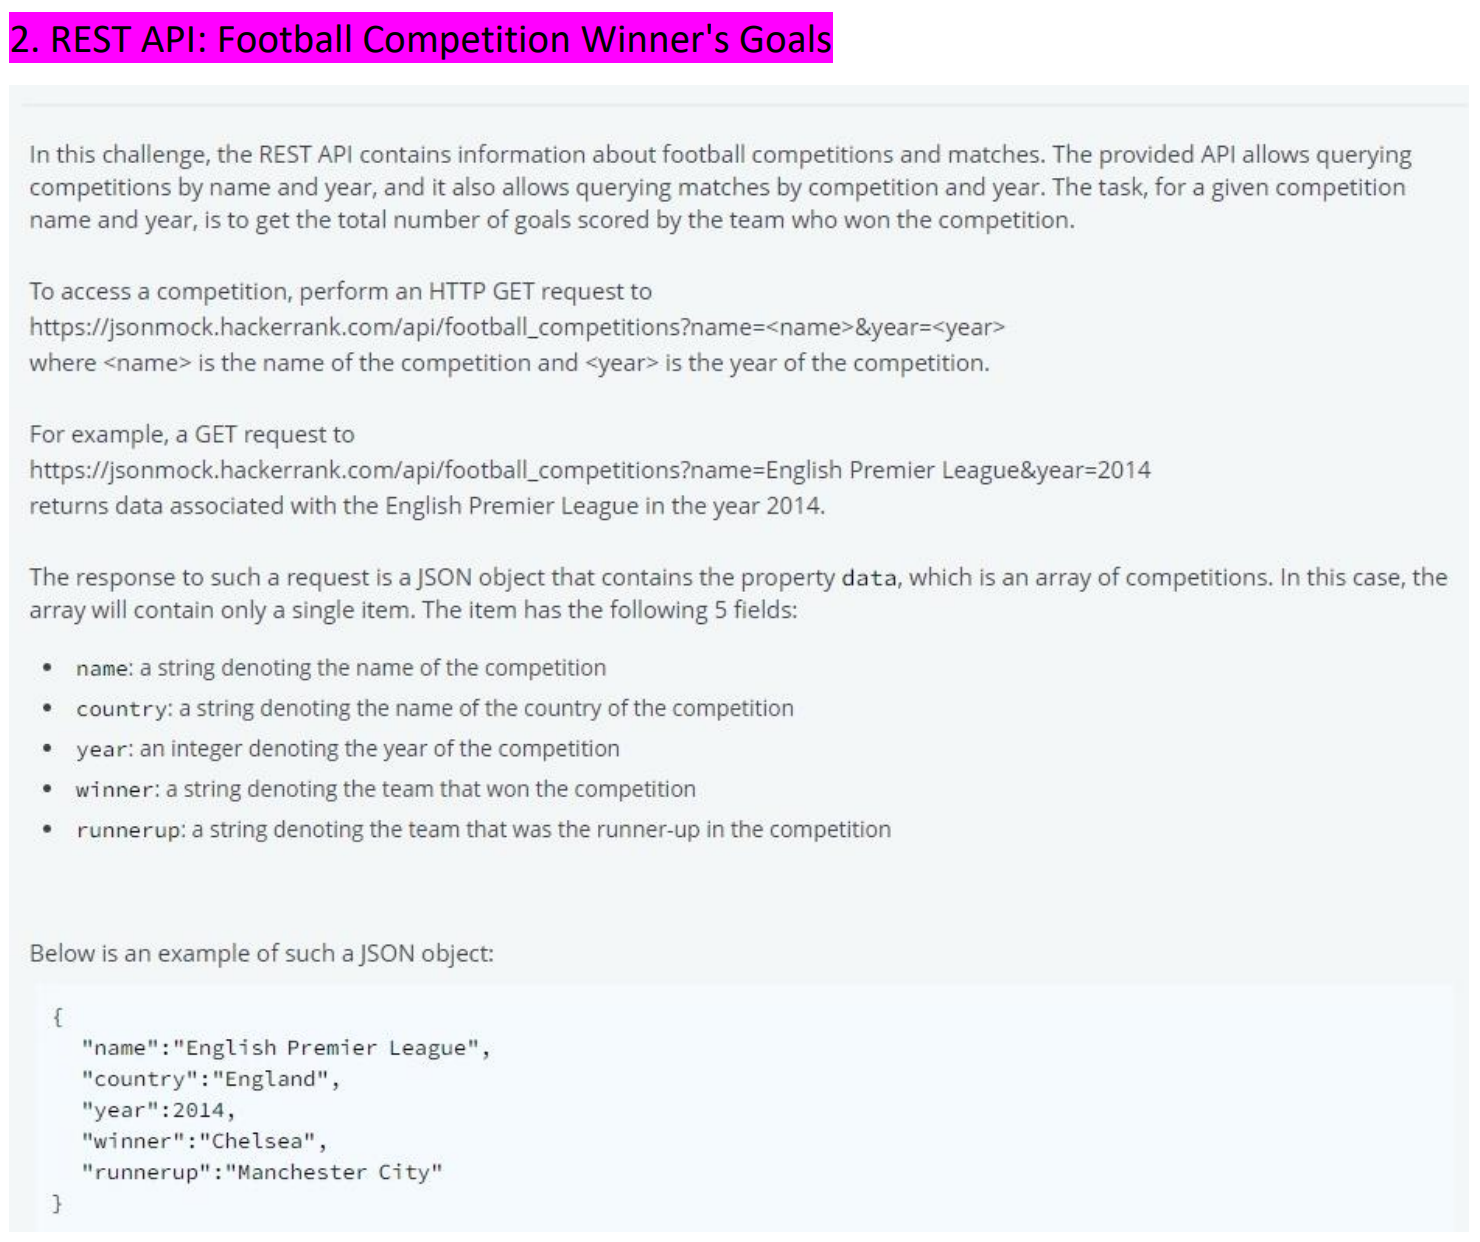 2. REST API: Football Competition Winner's Goals
In this challenge, the REST API contains information about football competitions and matches. The provided API allows querying
competitions by name and year, and it also allows querying matches by competition and year. The task, for a given competition
name and year, is to get the total number of goals scored by the team who won the competition.
To access a competition, perform an HTTP GET request to
https://jsonmock.hackerrank.com/api/football_competitions?name=<name>&year=<year>
where <name> is the name of the competition and <year> is the year of the competition.
For example, a GET request to
https://jsonmock.hackerrank.com/api/football_competitions?name=English Premier League&year=2014
returns data associated with the English Premier League in the year 2014.
The response to such a request is a JSON object that contains the property data, which is an array of competitions. In this case, the
array will contain only a single item. The item has the following 5 fields:
• name: a string denoting the name of the competition
• country: a string denoting the name of the country of the competition
• year: an integer denoting the year of the competition
• winner: a string denoting the team that won the competition
• runnerup: a string denoting the team that was the runner-up in the competition
Below is an example of such a JSON object:
{
"name":"English Premier League",
"country":"England",
"year":2014,
"winner":"Chelsea",
"runnerup":"Manchester City"
}